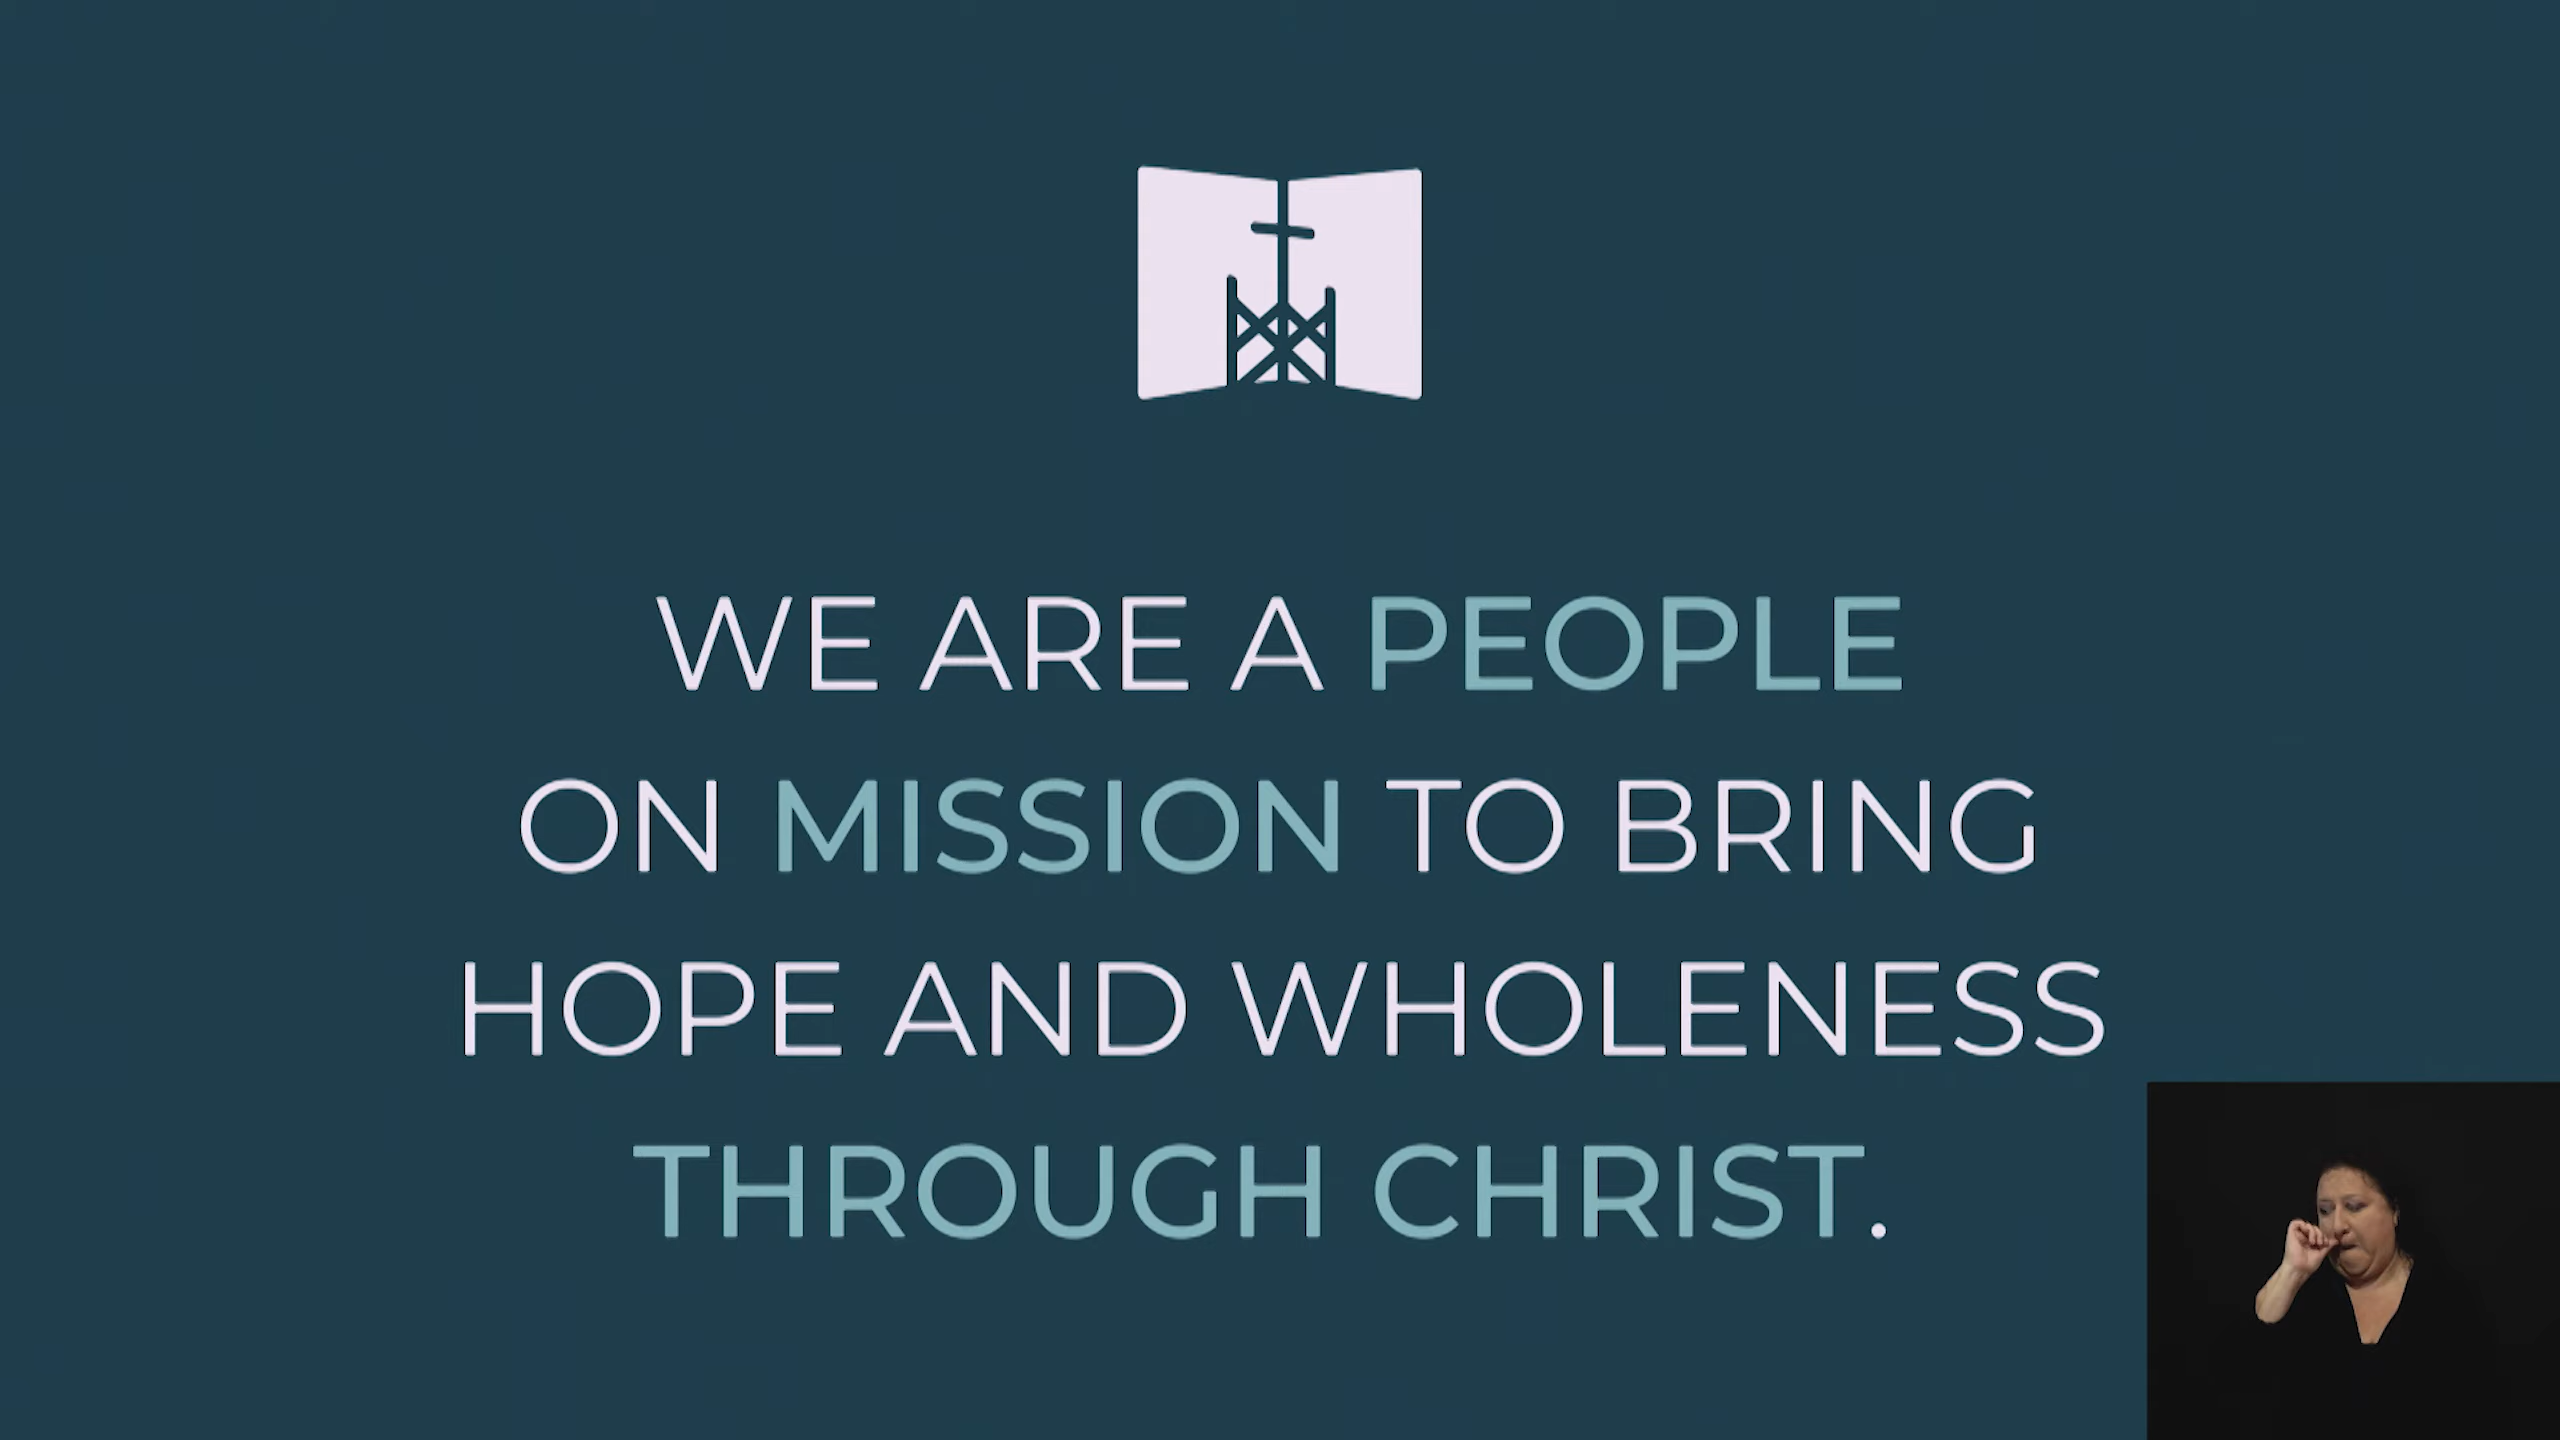 WE ARE A PEOPLE
ON MISSION TO BRING
HOPE AND WHOLENESS
THROUGH CHRIST.